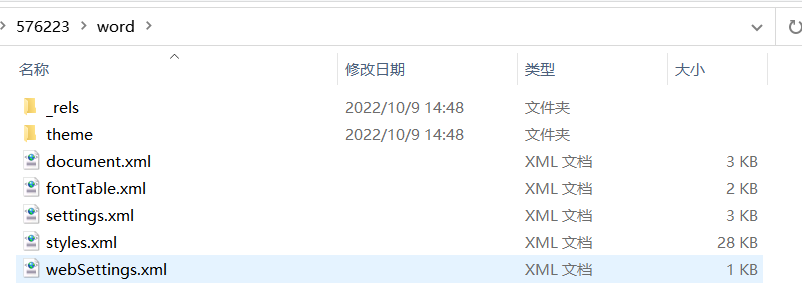 576223 word
名称 修改日期 类型 大小
_rels 2022/10/9 14:48 文件夹
theme 2022/10/9 14:48 文件夹
document.xml XML 文档 3 KB
fontTable.xml XML 文档 2 KB
settings.xml XML 文档 3 KB
styles.xml XML 文档 28 KB
webSettings.xml XML 文档 1 KB